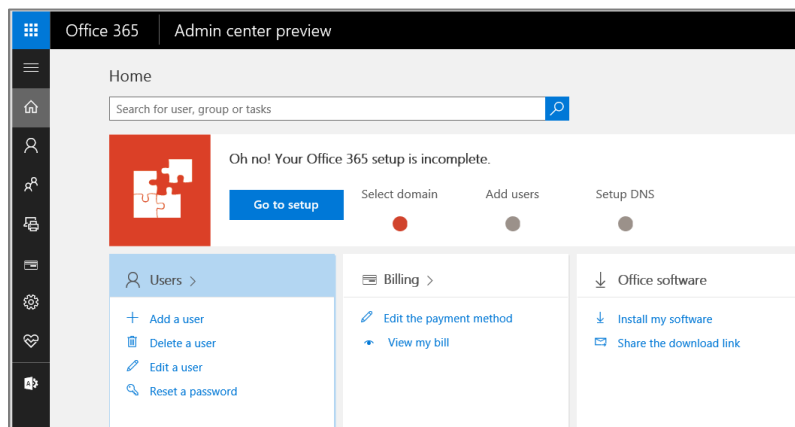 Office 365 Admin center preview
Home
Search for user, group or tasks
Oh no! Your Office 365 setup is incomplete.
Go to setup
Select domain
Add users
Setup DNS
Users >
Add a user
Delete a user
Edit a user
Reset a password
Billing >
Edit the payment method
View my bill
Office software
Install my software
Share the download link